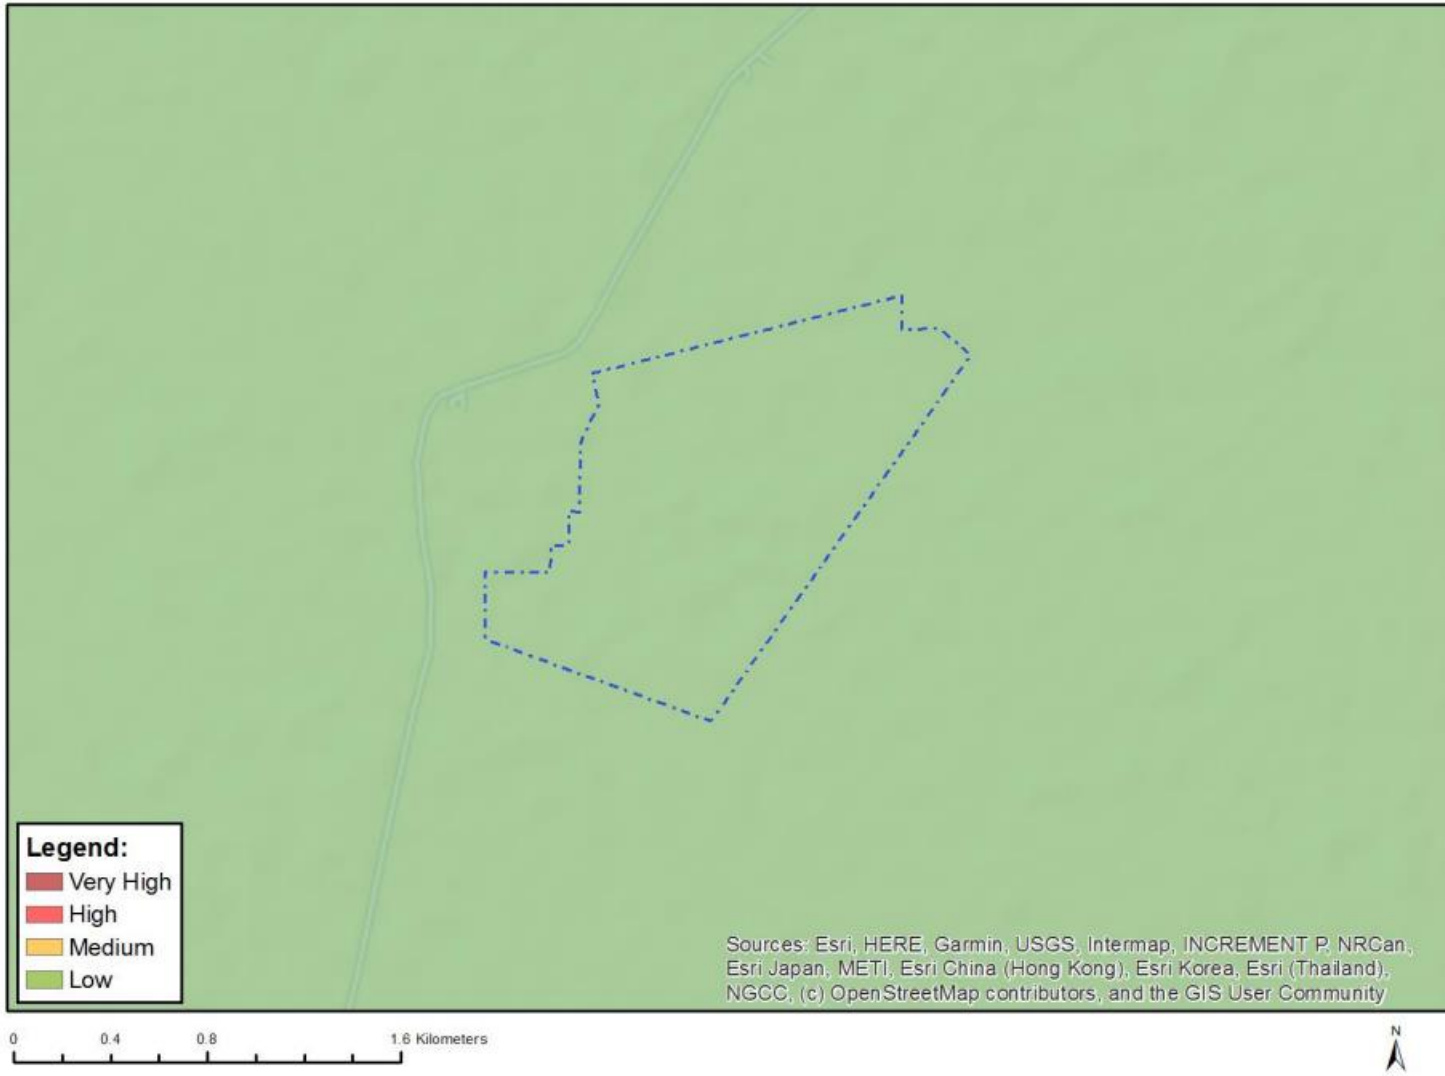 Legend:
Very High
High
Medium
Low
Sources: Esri, HERE, Garmin, USGS, Intermap, INCREMENT P, NRCan,
Esri Japan, METI, Esri China (Hong Kong), Esri Korea, Esri (Thailand),
NGCC, (c) OpenStreetMap contributors, and the GIS User Community
0 0.4 0.8 1.6 Kilometers
N